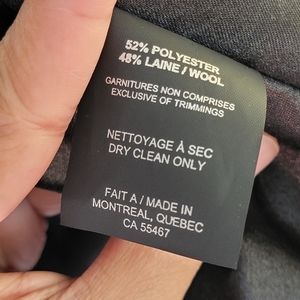 52% POLYESTER
48% LAINE / WOOL
GARNITURES NON COMPRISES
EXCLUSIVE OF TRIMMINGS
NETTOYAGE À SEC
DRY CLEAN ONLY
FAIT A / MADE IN
MONTREAL, QUEBEC
CA 55467